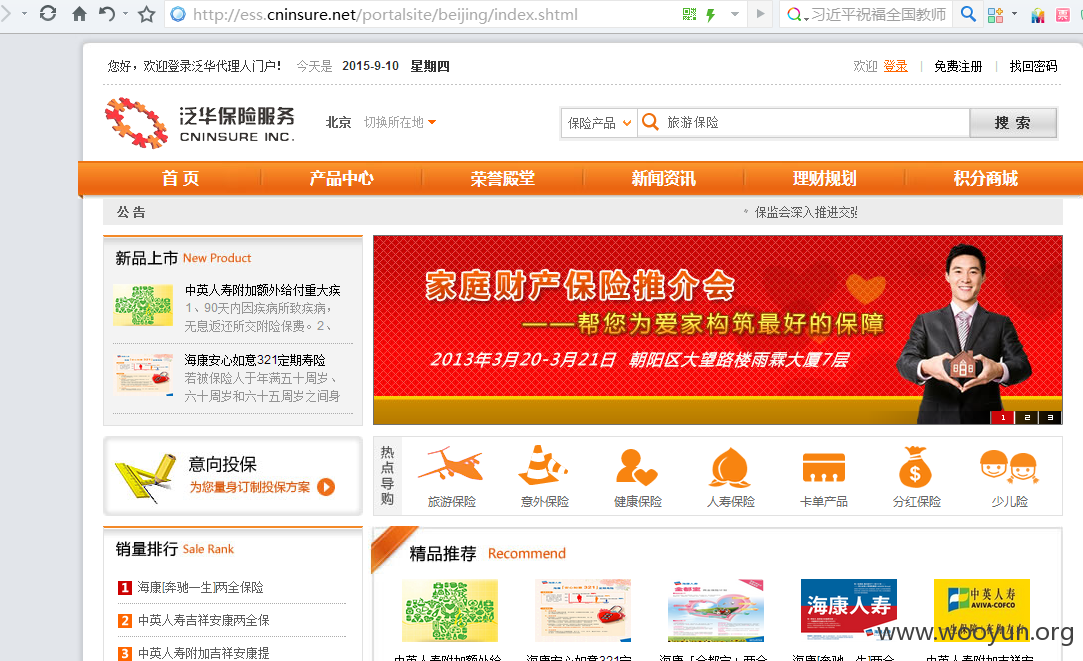 http://ess.cninsure.net/portalsite/beijing/index.shtml
习近平祝福全国教师
您好，欢迎登录泛华代理人门户！ 今天是 2015-9-10 星期四
欢迎 登录 | 免费注册 | 找回密码
泛华保险服务
CNINSURE INC.
北京 切换所在地
保险产品 旅游保险 搜 索
首 页 产品中心 荣誉殿堂 新闻资讯 理财规划 积分商城
公 告
保监会深入推进交强
新品上市 New Product
中英人寿附加额外给付重大疾
1、90天内因疾病所致疾病，
无息返还所交附险保费。2、
海康安心如意321定期寿险
若被保险人于年满五十周岁、
六十周岁和六十五周岁之间身
家庭财产保险推介会
——帮您为爱家构筑最好的保障
2013年3月20-3月21日 朝阳区大望路楼雨霖大厦7层
1 2 3
意向投保
为您量身订制投保方案
热点导购
旅游保险 意外保险 健康保险 人寿保险 卡单产品 分红保险 少儿险
销量排行 Sale Rank
1 海康[奔驰一生]两全保险
2 中英人寿吉祥安康两全保
3 中英人寿附加吉祥安康提
精品推荐 Recommend
海康人寿
中英人寿
AVIVA-COFCO
中英人寿附加额外给
海康安心如意321定
海康[奔驰一生]两全
中英人寿吉祥安
www.wooyun.org